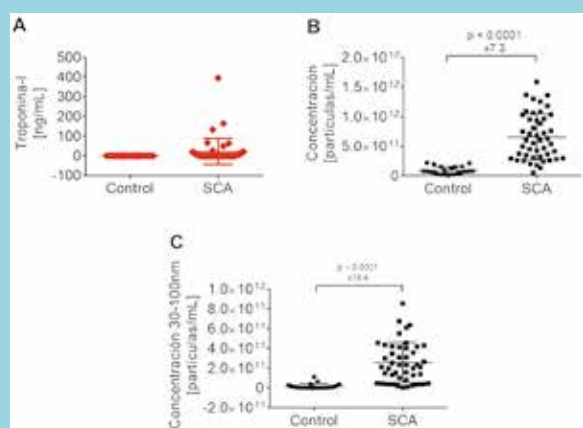 A
Troponina-I
[ng/mL]
500
400
300
200
100
0
-100
Control
SCA
B
p < 0.0001
x7.3
Concentración
[partículas/mL]
2.0×10¹²
1.5×10¹²
1.0×10¹²
5.0×10¹¹
0
Control
SCA
C
x18.4
Concentración 30-100nm
[partículas/mL]
1.0×10¹²
8.0×10¹¹
6.0×10¹¹
4.0×10¹¹
2.0×10¹¹
0
-2.0×10¹¹
Control
SCA